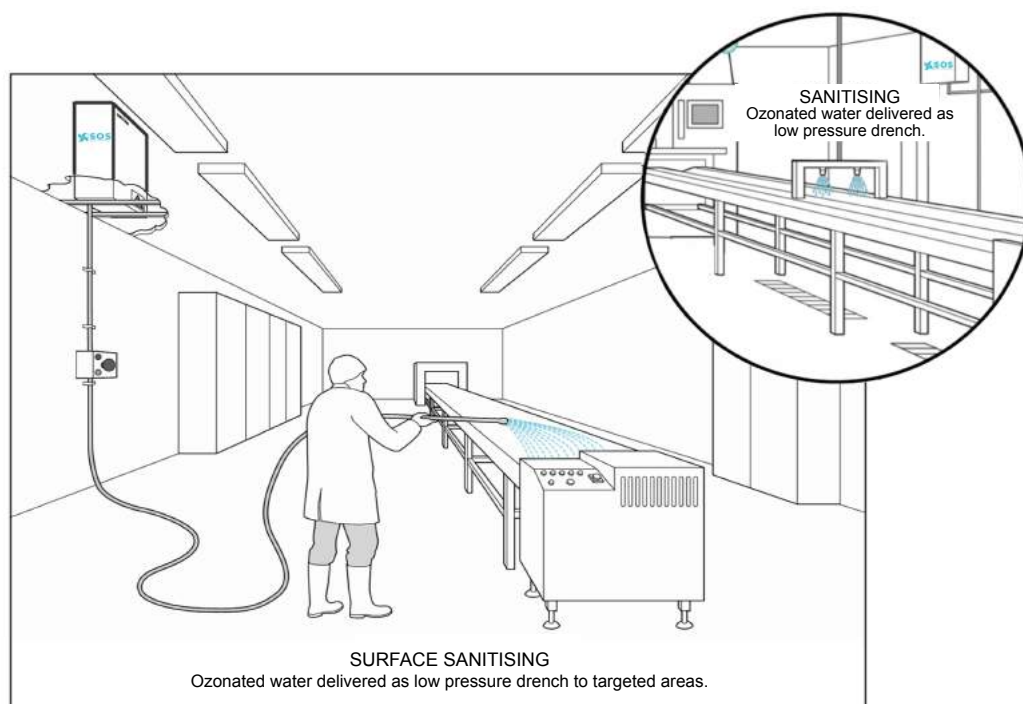 SOS
SOS
SANITISING
Ozonated water delivered as
low pressure drench.
SURFACE SANITISING
Ozonated water delivered as low pressure drench to targeted areas.